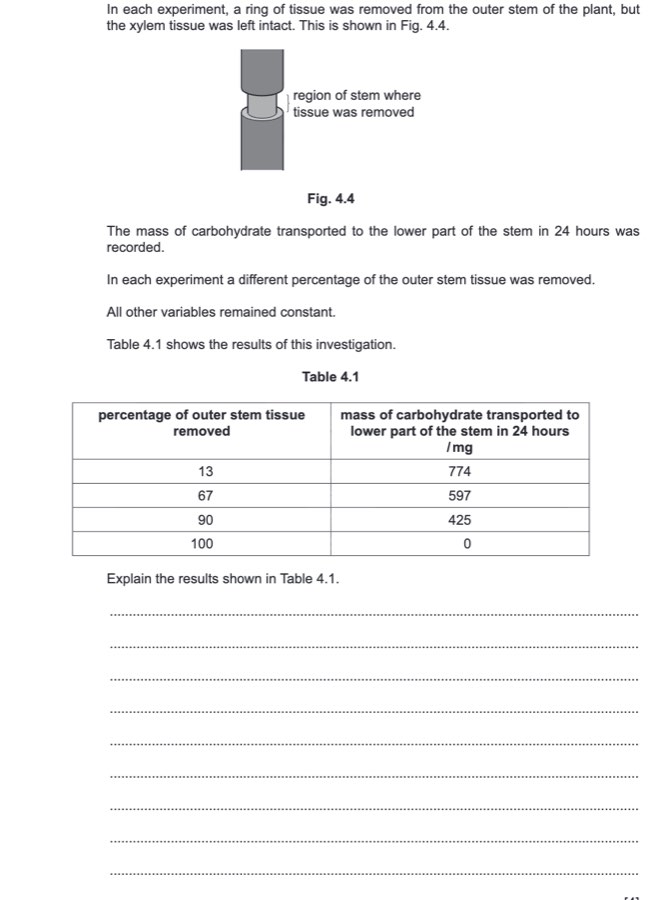 In each experiment, a ring of tissue was removed from the outer stem of the plant, but
the xylem tissue was left intact. This is shown in Fig. 4.4.
region of stem where
tissue was removed
Fig. 4.4
The mass of carbohydrate transported to the lower part of the stem in 24 hours was
recorded.
In each experiment a different percentage of the outer stem tissue was removed.
All other variables remained constant.
Table 4.1 shows the results of this investigation.
Table 4.1
percentage of outer stem tissue
removed
mass of carbohydrate transported to
lower part of the stem in 24 hours
/mg
13 774
67 597
90 425
100 0
Explain the results shown in Table 4.1.